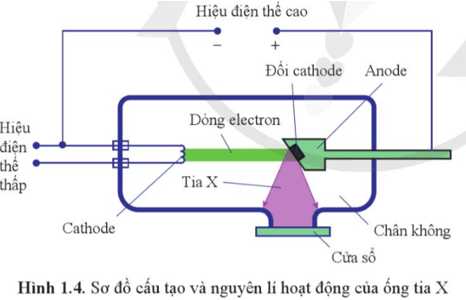 Hiệu điện thế cao
− +
Đối cathode Anode
Dòng electron
Hiệu
điện
thế
thấp
Tia X
Cathode
Chân không
Cửa sổ
Hình 1.4. Sơ đồ cấu tạo và nguyên lí hoạt động của ống tia X